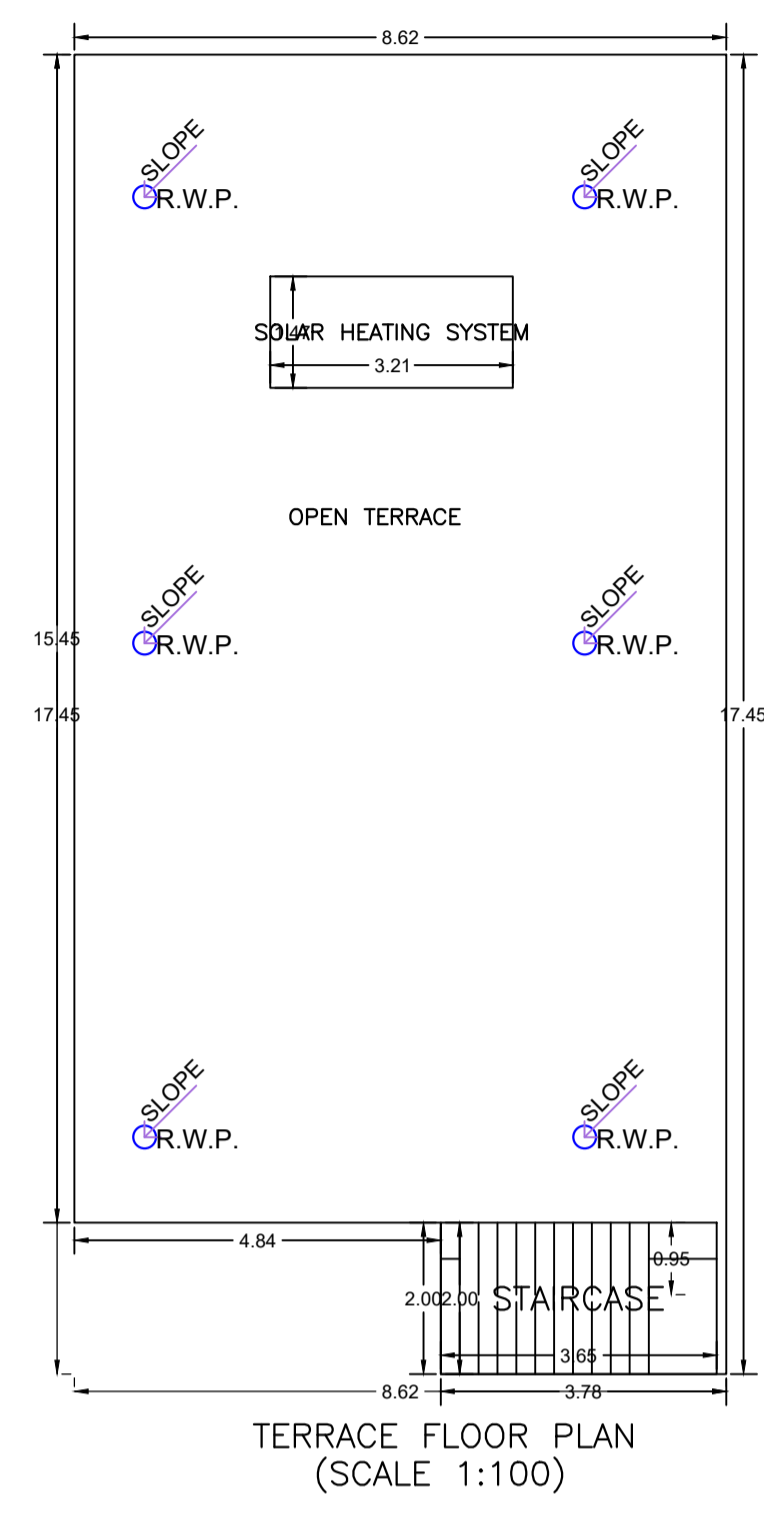 8.62
SLOPE
R.W.P.
SLOPE
R.W.P.
SOLAR HEATING SYSTEM
3.21
OPEN TERRACE
SLOPE
R.W.P.
SLOPE
R.W.P.
15.45
17.45
17.45
SLOPE
R.W.P.
SLOPE
R.W.P.
4.84
0.95
2.00
2.00
STAIRCASE
3.65
8.62
3.78
TERRACE FLOOR PLAN
(SCALE 1:100)